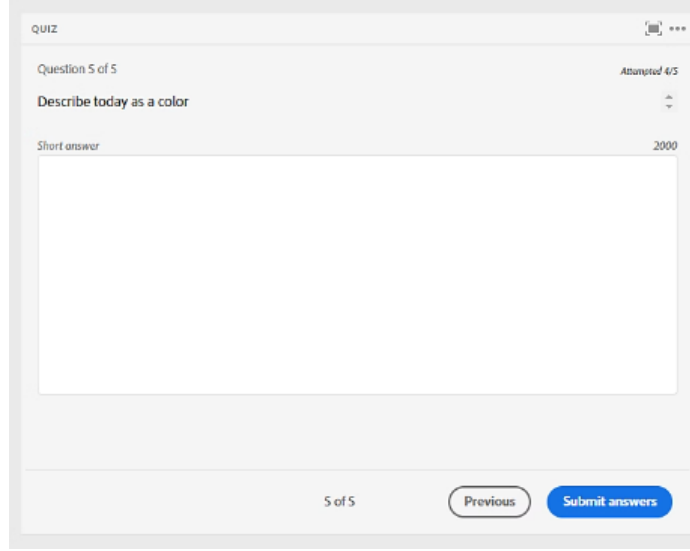 QUIZ
Question 5 of 5
Attempted 4/5
Describe today as a color
Short answer
2000
5 of 5
Previous
Submit answers